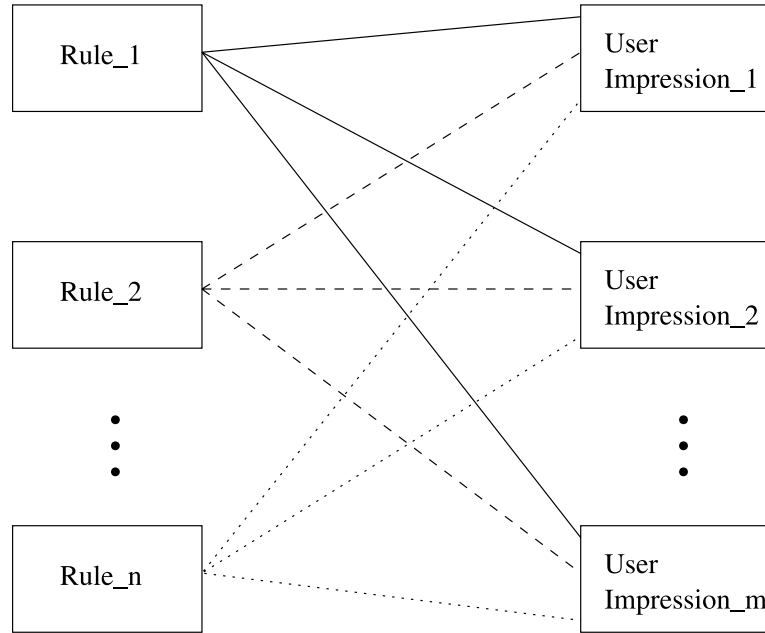 Rule_1
User
Impression_1
Rule_2
User
Impression_2
Rule_n
User
Impression_m